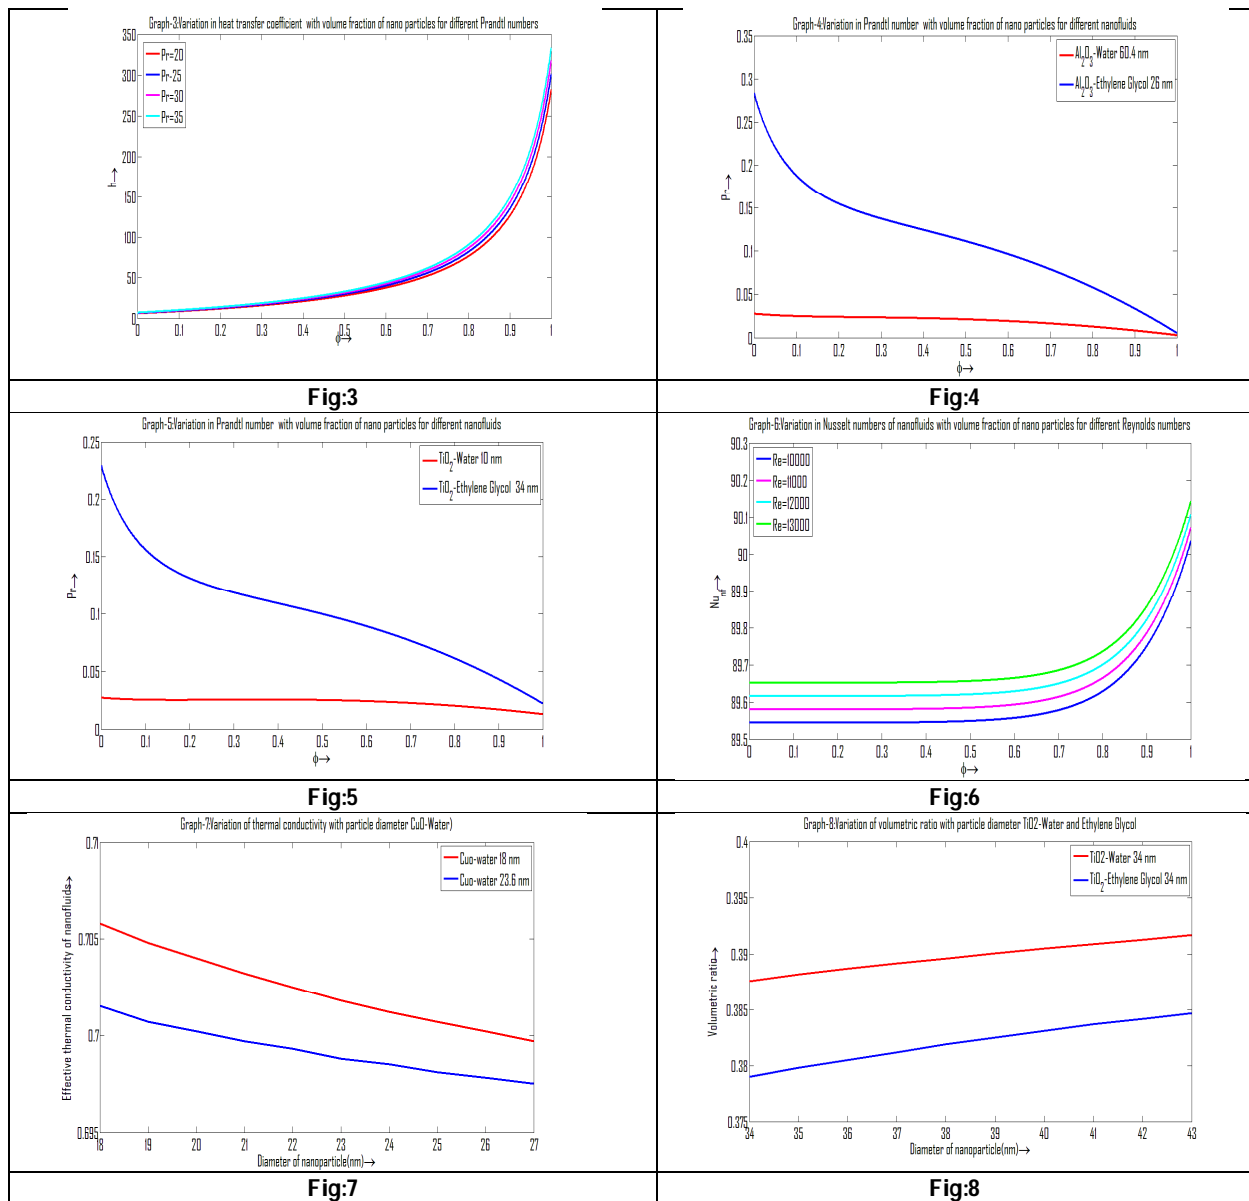 Graph-3:Variation in heat transfer coefficient with volume fraction of nano particles for different Prandtl numbers
350
300
250
200
150
100
50
0
h→
Pr=20
Pr-25
Pr=30
Pr=35
0 0.1 0.2 0.3 0.4 0.5 0.6 0.7 0.8 0.9 1
ϕ→
Fig:3
Graph-4:Variation in Prandtl number with volume fraction of nano particles for different nanofluids
0.35
0.3
0.25
0.2
0.15
0.1
0.05
0
Pr→
Al2O3-Water 60.4 nm
Al2O3-Ethylene Glycol 26 nm
0 0.1 0.2 0.3 0.4 0.5 0.6 0.7 0.8 0.9 1
ϕ→
Fig:4
Graph-5:Variation in Prandtl number with volume fraction of nano particles for different nanofluids
0.25
0.2
0.15
0.1
0.05
0
Pr→
TiO2-Water 10 nm
TiO2-Ethylene Glycol 34 nm
0 0.1 0.2 0.3 0.4 0.5 0.6 0.7 0.8 0.9 1
ϕ→
Fig:5
Graph-6:Variation in Nusselt numbers of nanofluids with volume fraction of nano particles for different Reynolds numbers
90.3
90.2
90.1
90
89.9
89.8
89.7
89.6
89.5
Nu nf→
Re=10000
Re=11000
Re=12000
Re=13000
0 0.1 0.2 0.3 0.4 0.5 0.6 0.7 0.8 0.9 1
ϕ→
Fig:6
Graph-7:Variation of thermal conductivity with particle diameter CuO-Water)
0.71
0.705
0.7
0.695
Effective thermal conductivity of nanofluids→
Cuo-water 18 nm
Cuo-water 23.6 nm
18 19 20 21 22 23 24 25 26 27
Diameter of nanoparticle(nm)→
Fig:7
Graph-8:Variation of volumetric ratio with particle diameter TiO2-Water and Ethylene Glycol
0.4
0.395
0.39
0.385
0.38
0.375
Volumetric ratio→
TiO2-Water 34 nm
TiO2-Ethylene Glycol 34 nm
34 35 36 37 38 39 40 41 42 43
Diameter of nanoparticle(nm)→
Fig:8